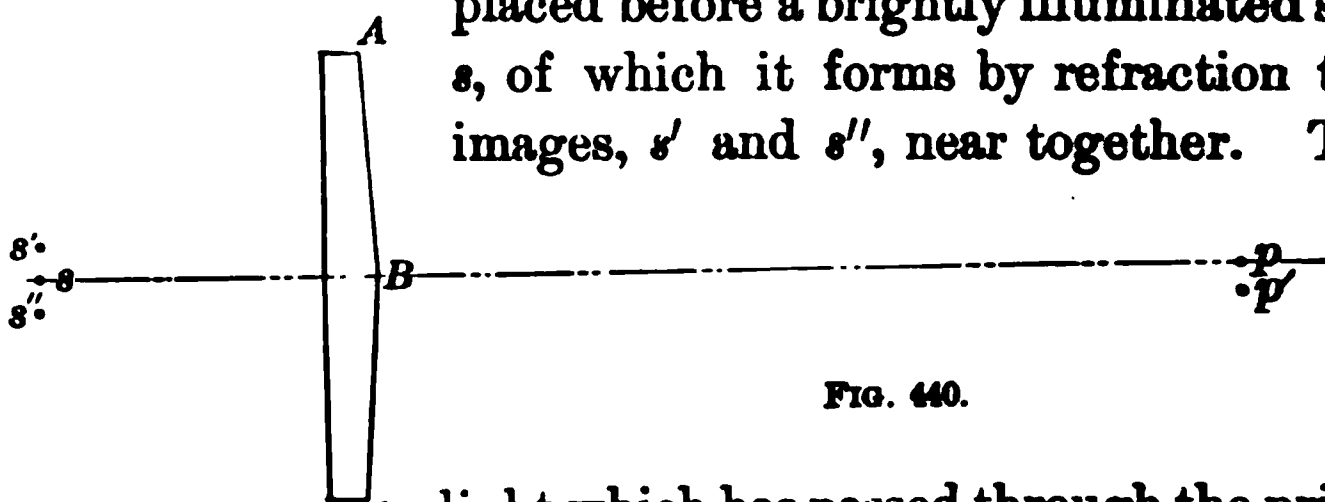 placed before a brightly illuminated s
s, of which it forms by refraction t
images, s′ and s″, near together. T
A
s′
s
s″
B
p
p′
FIG. 440.
light which has passed through the pri